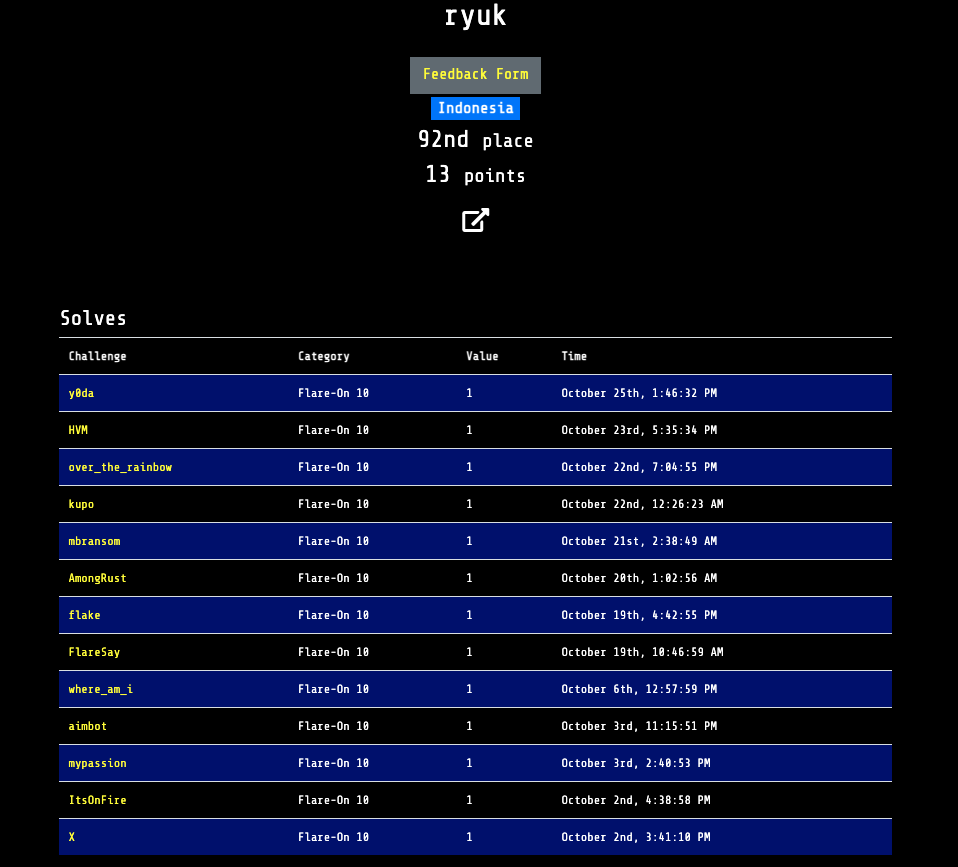 ryuk
Feedback Form
Indonesia
92nd place
13 points
Solves
Challenge Category Value Time
y0da Flare-On 10 1 October 25th, 1:46:32 PM
HVM Flare-On 10 1 October 23rd, 5:35:34 PM
over_the_rainbow Flare-On 10 1 October 22nd, 7:04:55 PM
kupo Flare-On 10 1 October 22nd, 12:26:23 AM
mbransom Flare-On 10 1 October 21st, 2:38:49 AM
AmongRust Flare-On 10 1 October 20th, 1:02:56 AM
flake Flare-On 10 1 October 19th, 4:42:55 PM
FlareSay Flare-On 10 1 October 19th, 10:46:59 AM
where_am_i Flare-On 10 1 October 6th, 12:57:59 PM
aimbot Flare-On 10 1 October 3rd, 11:15:51 PM
mypassion Flare-On 10 1 October 3rd, 2:40:53 PM
ItsOnFire Flare-On 10 1 October 2nd, 4:38:58 PM
X Flare-On 10 1 October 2nd, 3:41:10 PM